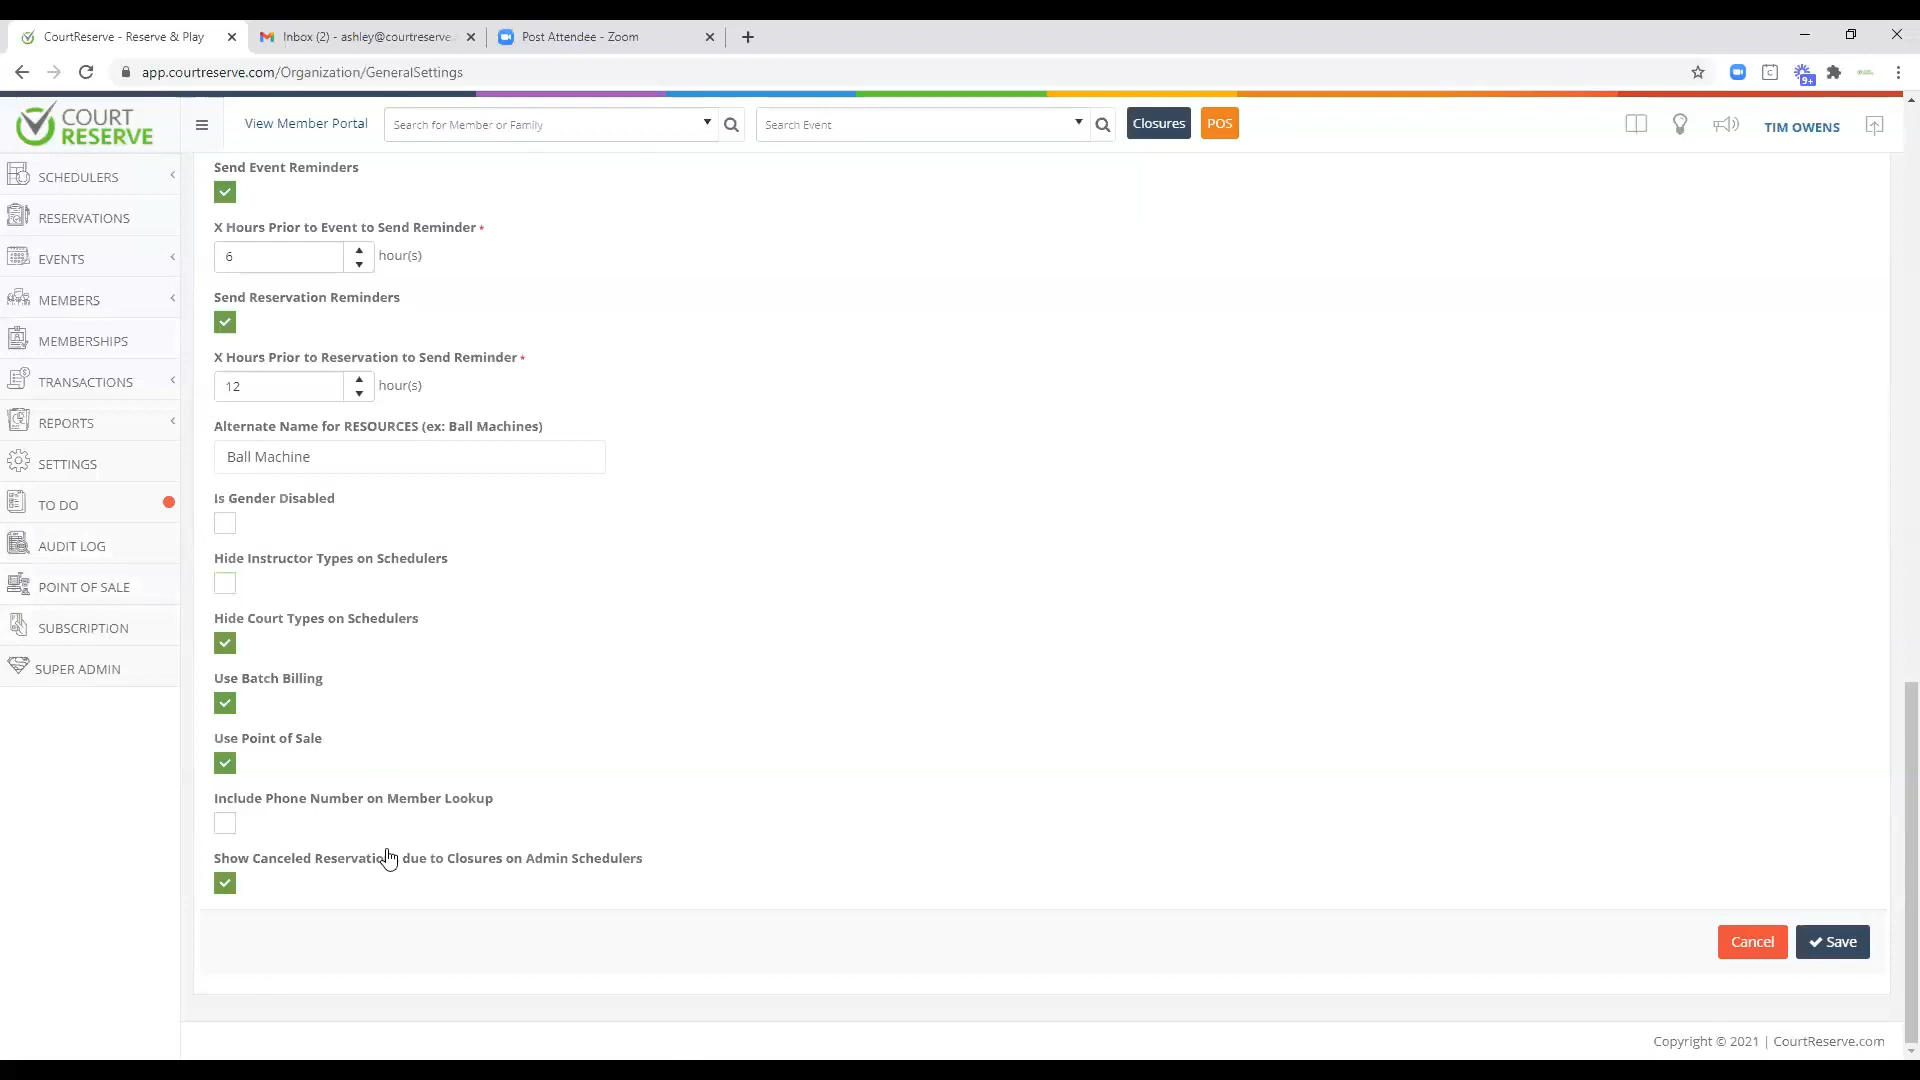 CourtReserve - Reserve & Play
Inbox (2) - ashley@courtreserve.
Post Attendee - Zoom
app.courtreserve.com/Organization/GeneralSettings
9+
COURT
RESERVE
View Member Portal
Search for Member or Family
Search Event
Closures
POS
TIM OWENS
SCHEDULERS
RESERVATIONS
EVENTS
MEMBERS
MEMBERSHIPS
TRANSACTIONS
REPORTS
SETTINGS
TO DO
AUDIT LOG
POINT OF SALE
SUBSCRIPTION
SUPER ADMIN
Send Event Reminders
X Hours Prior to Event to Send Reminder *
6 hour(s)
Send Reservation Reminders
X Hours Prior to Reservation to Send Reminder *
12 hour(s)
Alternate Name for RESOURCES (ex: Ball Machines)
Ball Machine
Is Gender Disabled
Hide Instructor Types on Schedulers
Hide Court Types on Schedulers
Use Batch Billing
Use Point of Sale
Include Phone Number on Member Lookup
Show Canceled Reservations due to Closures on Admin Schedulers
Cancel
Save
Copyright © 2021 | CourtReserve.com